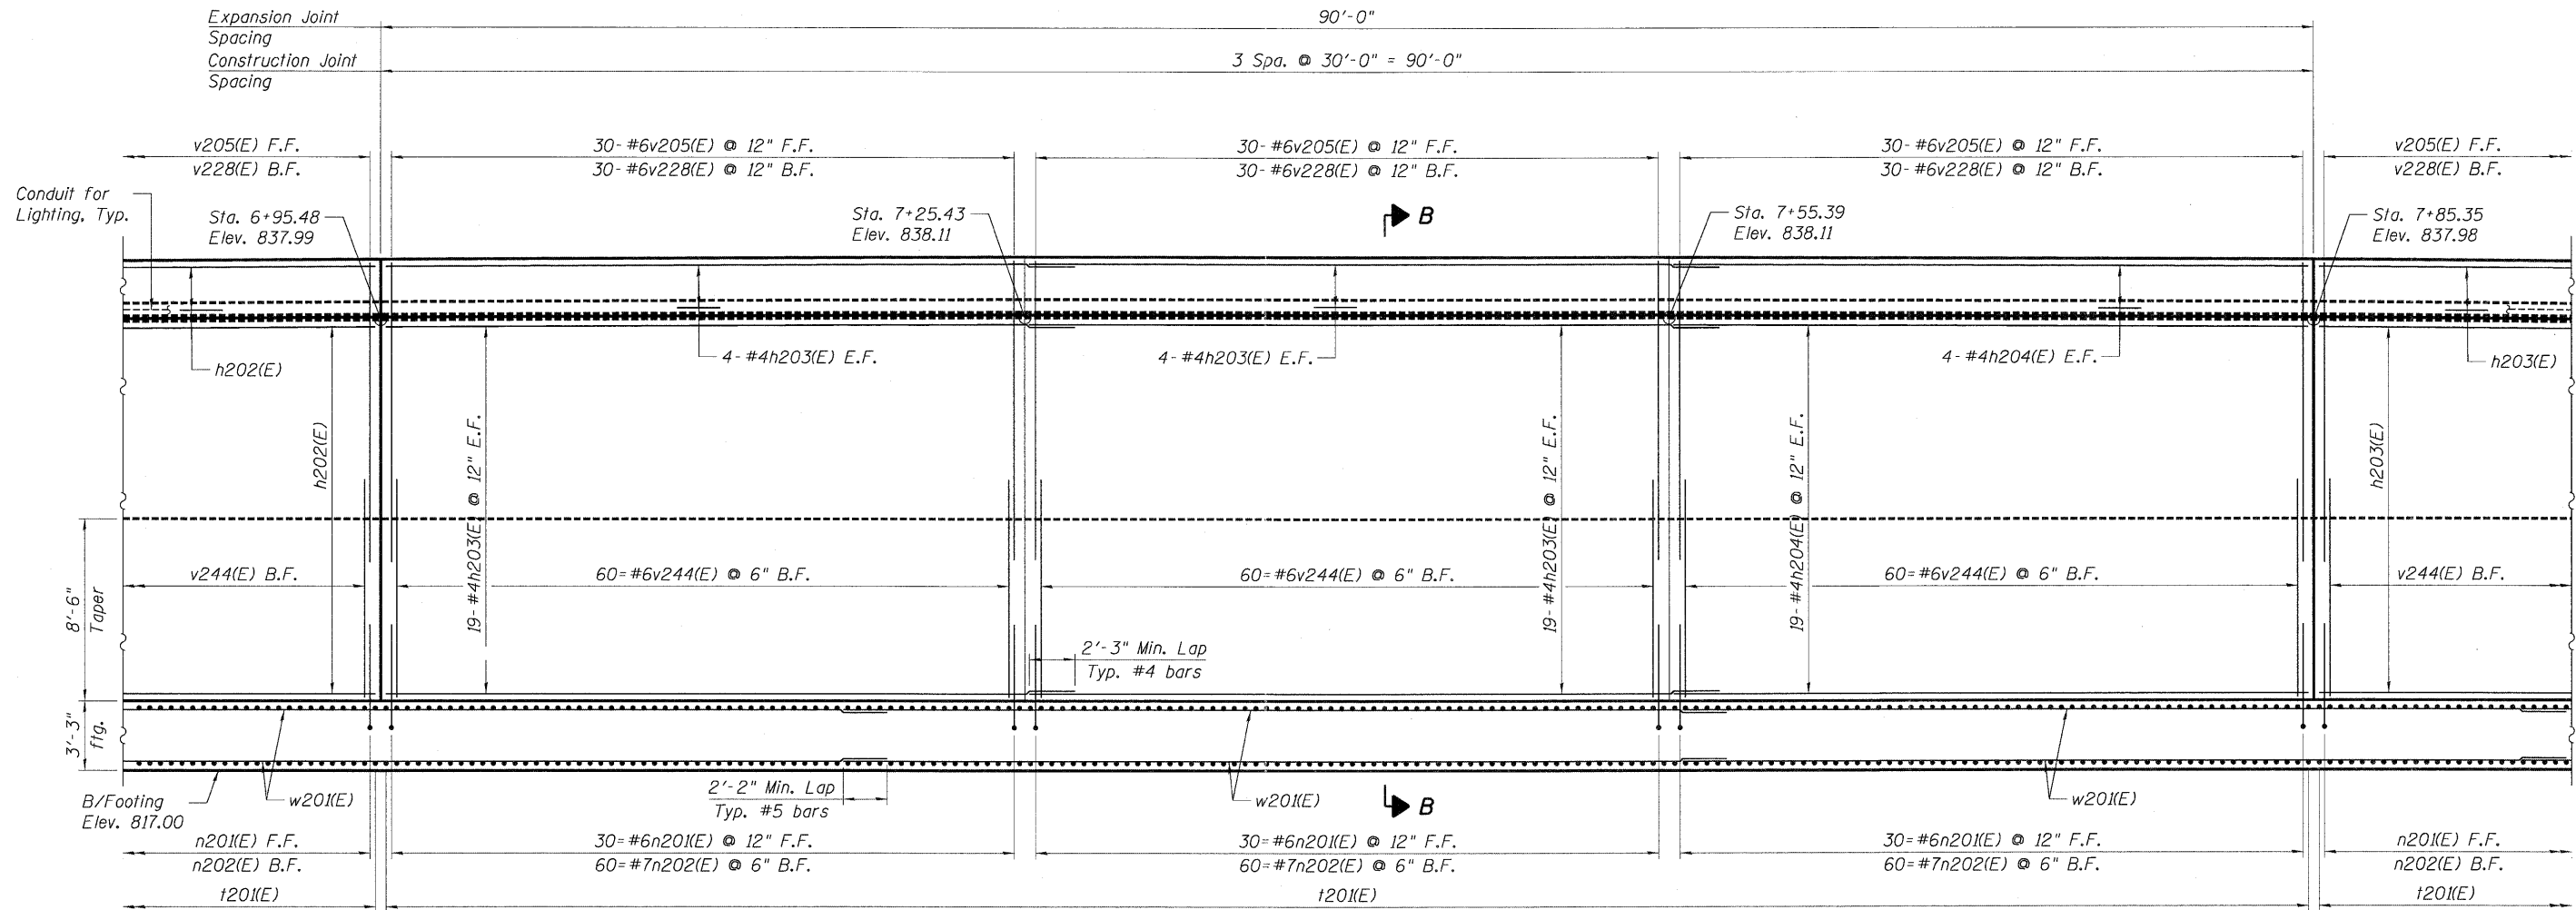 Expansion Joint
Spacing
90'-0"
Construction Joint
Spacing
3 Spa. @ 30'-0" = 90'-0"
v205(E) F.F.
v228(E) B.F.
30- #6v205(E) @ 12" F.F.
30- #6v228(E) @ 12" B.F.
30- #6v205(E) @ 12" F.F.
30- #6v228(E) @ 12" B.F.
30- #6v205(E) @ 12" F.F.
30- #6v228(E) @ 12" B.F.
v205(E) F.F.
v228(E) B.F.
Conduit for
Lighting, Typ.
Sta. 6+95.48
Elev. 837.99
Sta. 7+25.43
Elev. 838.11
B
Sta. 7+55.39
Elev. 838.11
Sta. 7+85.35
Elev. 837.98
h202(E)
4- #4h203(E) E.F.
4- #4h203(E) E.F.
4- #4h204(E) E.F.
h203(E)
h202(E)
19- #4h203(E) @ 12" E.F.
19- #4h203(E) @ 12" E.F.
19- #4h204(E) @ 12" E.F.
h203(E)
8'-6"
Taper
v244(E) B.F.
60= #6v244(E) @ 6" B.F.
60= #6v244(E) @ 6" B.F.
60= #6v244(E) @ 6" B.F.
v244(E) B.F.
2'-3" Min. Lap
Typ. #4 bars
3'-3"
ftg.
B/Footing
Elev. 817.00
w201(E)
2'-2" Min. Lap
Typ. #5 bars
w201(E)
B
w201(E)
n201(E) F.F.
n202(E) B.F.
30= #6n201(E) @ 12" F.F.
60= #7n202(E) @ 6" B.F.
30= #6n201(E) @ 12" F.F.
60= #7n202(E) @ 6" B.F.
30= #6n201(E) @ 12" F.F.
60= #7n202(E) @ 6" B.F.
n201(E) F.F.
n202(E) B.F.
t201(E)
t201(E)
t201(E)